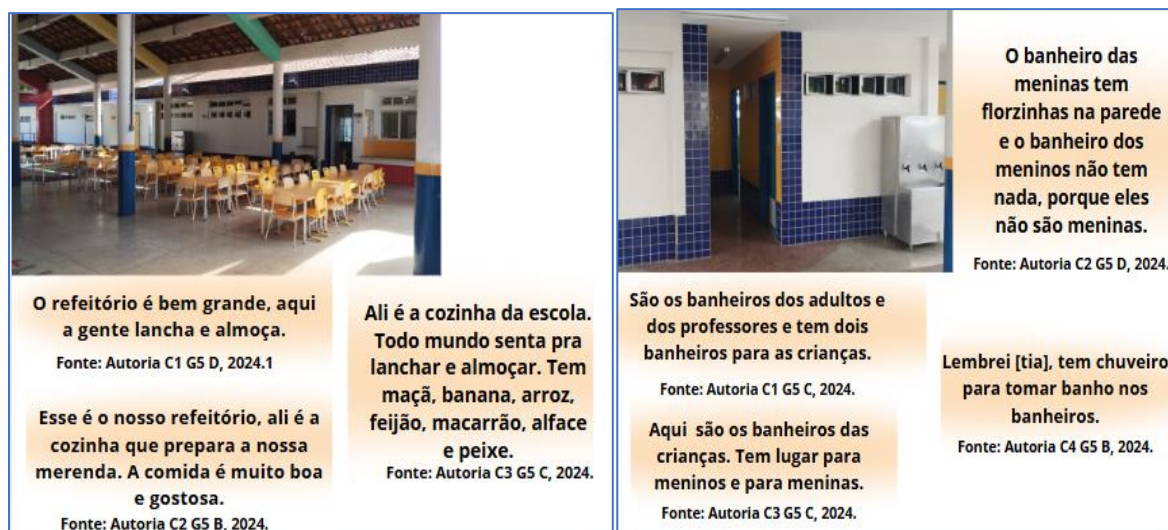 O refeitório é bem grande, aqui
a gente lancha e almoça.
Fonte: Autoria C1 G5 D, 2024.1
Esse é o nosso refeitório, ali é a
cozinha que prepara a nossa
merenda. A comida é muito boa
e gostosa.
Fonte: Autoria C2 G5 B, 2024.
Ali é a cozinha da escola.
Todo mundo senta pra
lanchar e almoçar. Tem
maçã, banana, arroz,
feijão, macarrão, alface
e peixe.
Fonte: Autoria C3 G5 C, 2024.
O banheiro das
meninas tem
florzinhas na parede
e o banheiro dos
meninos não tem
nada, porque eles
não são meninas.
Fonte: Autoria C2 G5 D, 2024.
São os banheiros dos adultos e
dos professores e tem dois
banheiros para as crianças.
Fonte: Autoria C1 G5 C, 2024.
Aqui são os banheiros das
crianças. Tem lugar para
meninos e para meninas.
Fonte: Autoria C3 G5 C, 2024.
Lembrei [tia], tem chuveiro
para tomar banho nos
banheiros.
Fonte: Autoria C4 G5 B, 2024.